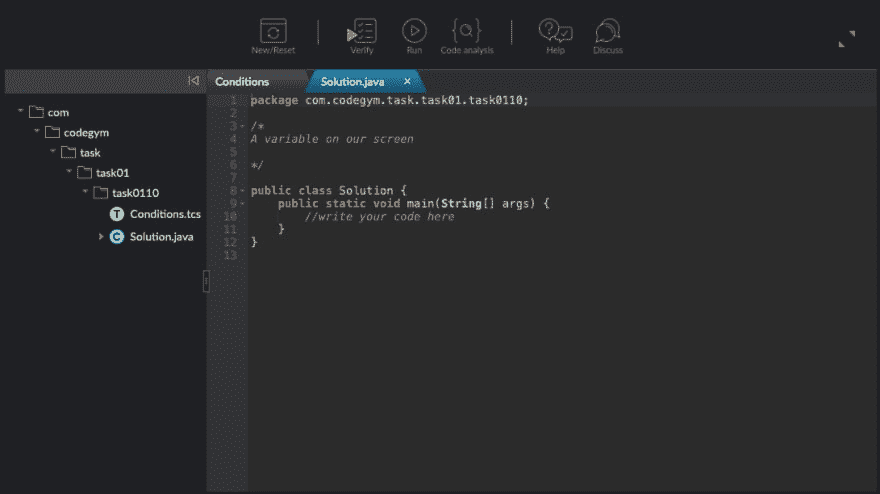 New/Reset
Verify
Run
Code analysis
Help
Discuss
Conditions
Solution.java ×
com
codegym
task
task01
task0110
T Conditions.tcs
C Solution.java
1 package com.codegym.task.task01.task0110;
2
3 /*
4 A variable on our screen
5
6 */
7
8 public class Solution {
9 public static void main(String[] args) {
10 //write your code here
11 }
12 }
13